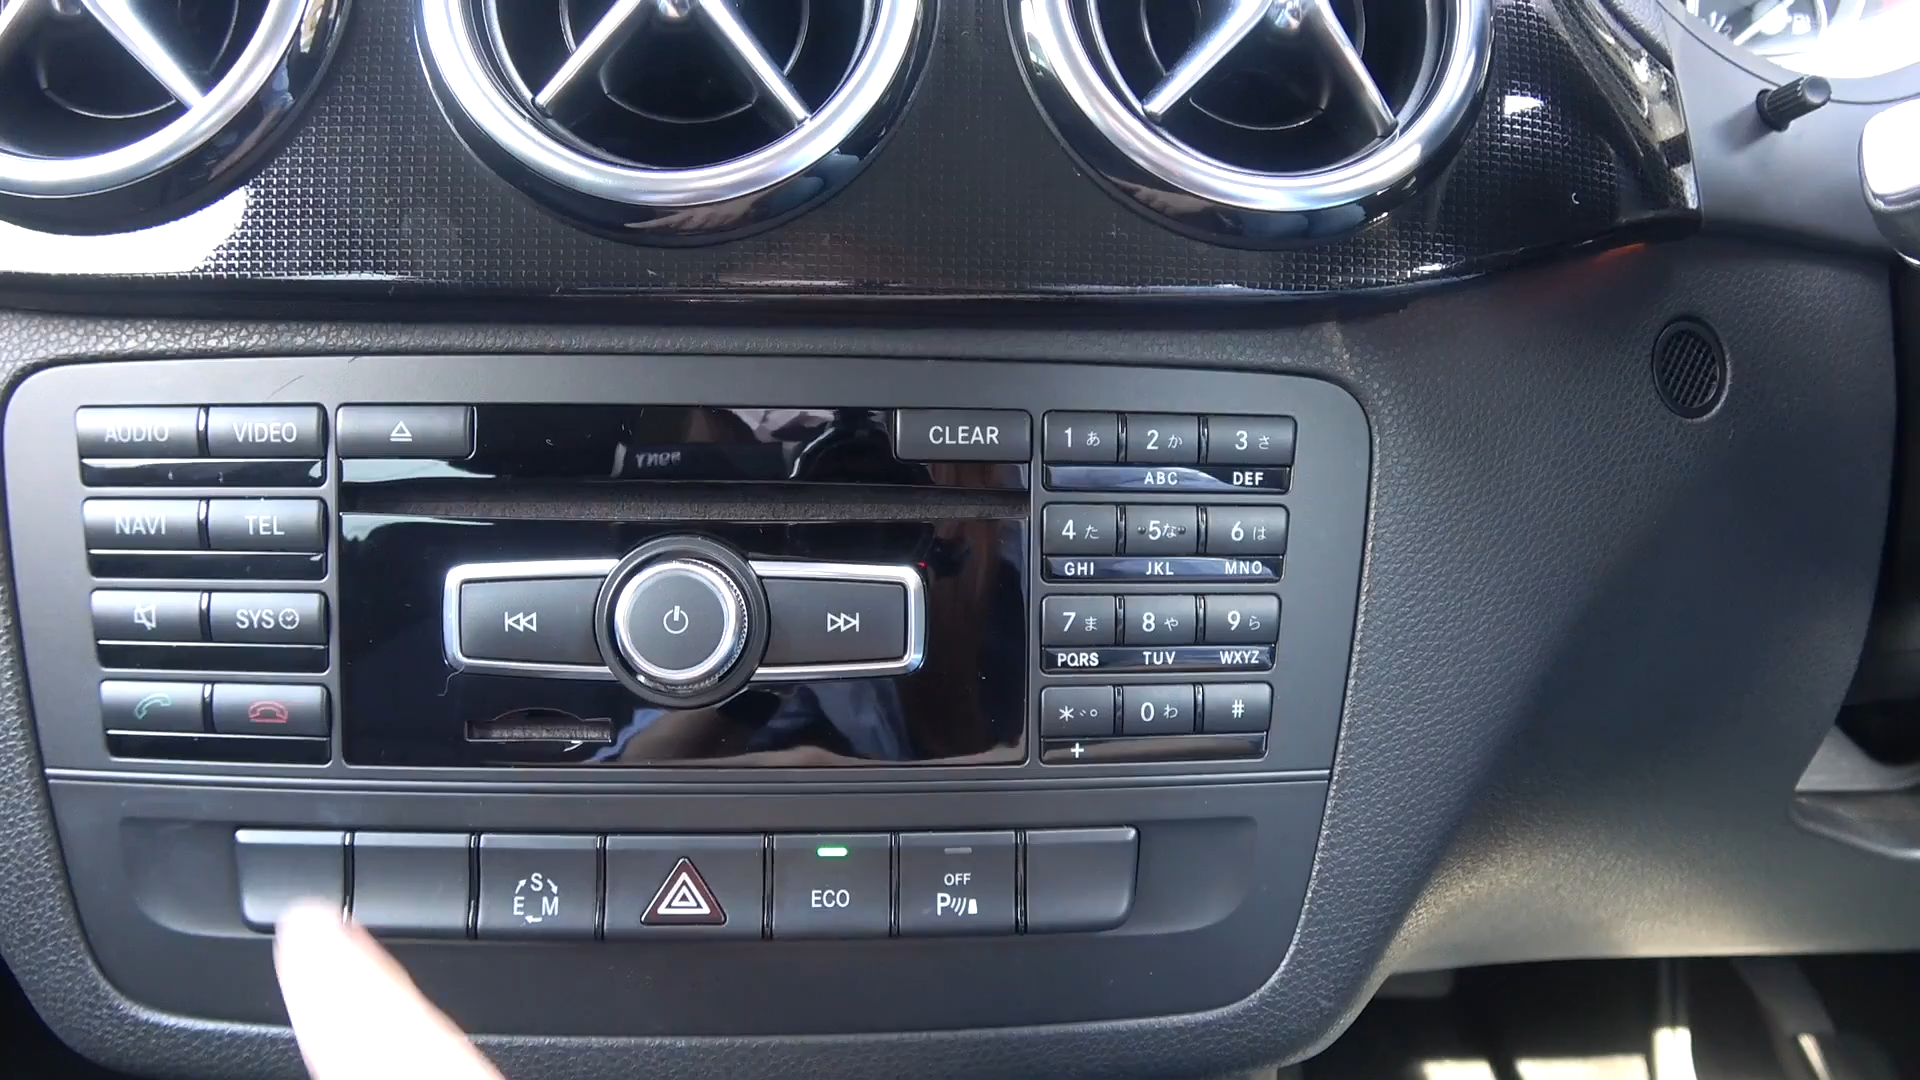 AUDIO VIDEO
NAVI TEL
SYS
CLEAR
1 あ 2 か 3 さ
ABC DEF
4 た 5 な 6 は
GHI JKL MNO
7 ま 8 や 9 ら
PQRS TUV WXYZ
* 0 わ #
+
S
E M
ECO
OFF
P